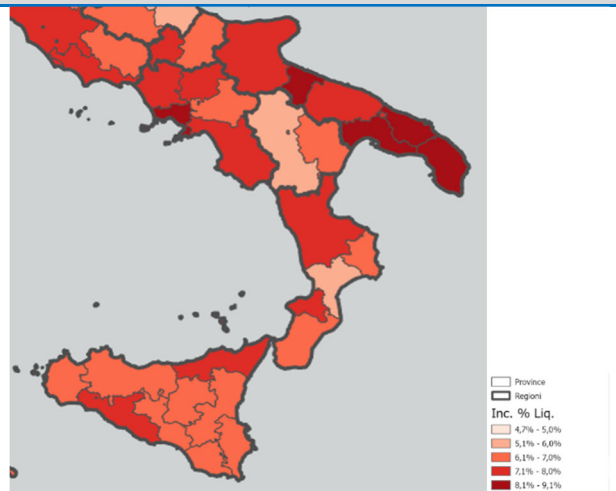 Province
Regioni
Inc. % Liq.
4,7% - 5,0%
5,1% - 6,0%
6,1% - 7,0%
7,1% - 8,0%
8,1% - 9,1%